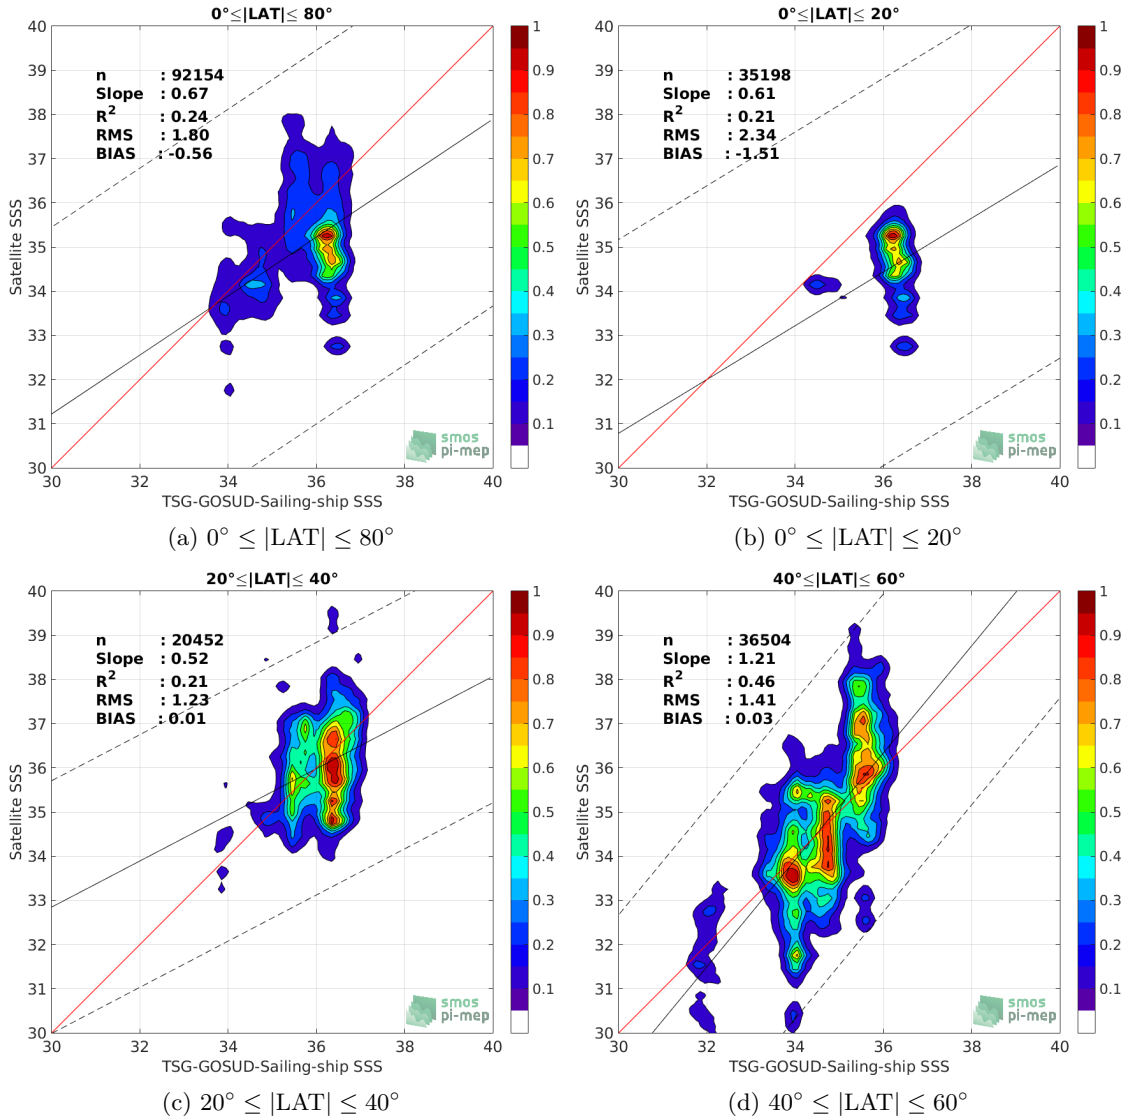 0°≤|LAT|≤ 80°
n : 92154
Slope : 0.67
R2 : 0.24
RMS : 1.80
BIAS : -0.56
Satellite SSS
40
39
38
37
36
35
34
33
32
31
30
30 32 34 36 38 40
TSG-GOSUD-Sailing-ship SSS
1
0.9
0.8
0.7
0.6
0.5
0.4
0.3
0.2
0.1
smos
pi-mep
(a) 0° ≤ |LAT| ≤ 80°
0°≤|LAT|≤ 20°
n : 35198
Slope : 0.61
R2 : 0.21
RMS : 2.34
BIAS : -1.51
Satellite SSS
40
39
38
37
36
35
34
33
32
31
30
30 32 34 36 38 40
TSG-GOSUD-Sailing-ship SSS
1
0.9
0.8
0.7
0.6
0.5
0.4
0.3
0.2
0.1
smos
pi-mep
(b) 0° ≤ |LAT| ≤ 20°
20°≤|LAT|≤ 40°
n : 20452
Slope : 0.52
R2 : 0.21
RMS : 1.23
BIAS : 0.01
Satellite SSS
40
39
38
37
36
35
34
33
32
31
30
30 32 34 36 38 40
TSG-GOSUD-Sailing-ship SSS
1
0.9
0.8
0.7
0.6
0.5
0.4
0.3
0.2
0.1
smos
pi-mep
(c) 20° ≤ |LAT| ≤ 40°
40°≤|LAT|≤ 60°
n : 36504
Slope : 1.21
R2 : 0.46
RMS : 1.41
BIAS : 0.03
Satellite SSS
40
39
38
37
36
35
34
33
32
31
30
30 32 34 36 38 40
TSG-GOSUD-Sailing-ship SSS
1
0.9
0.8
0.7
0.6
0.5
0.4
0.3
0.2
0.1
smos
pi-mep
(d) 40° ≤ |LAT| ≤ 60°